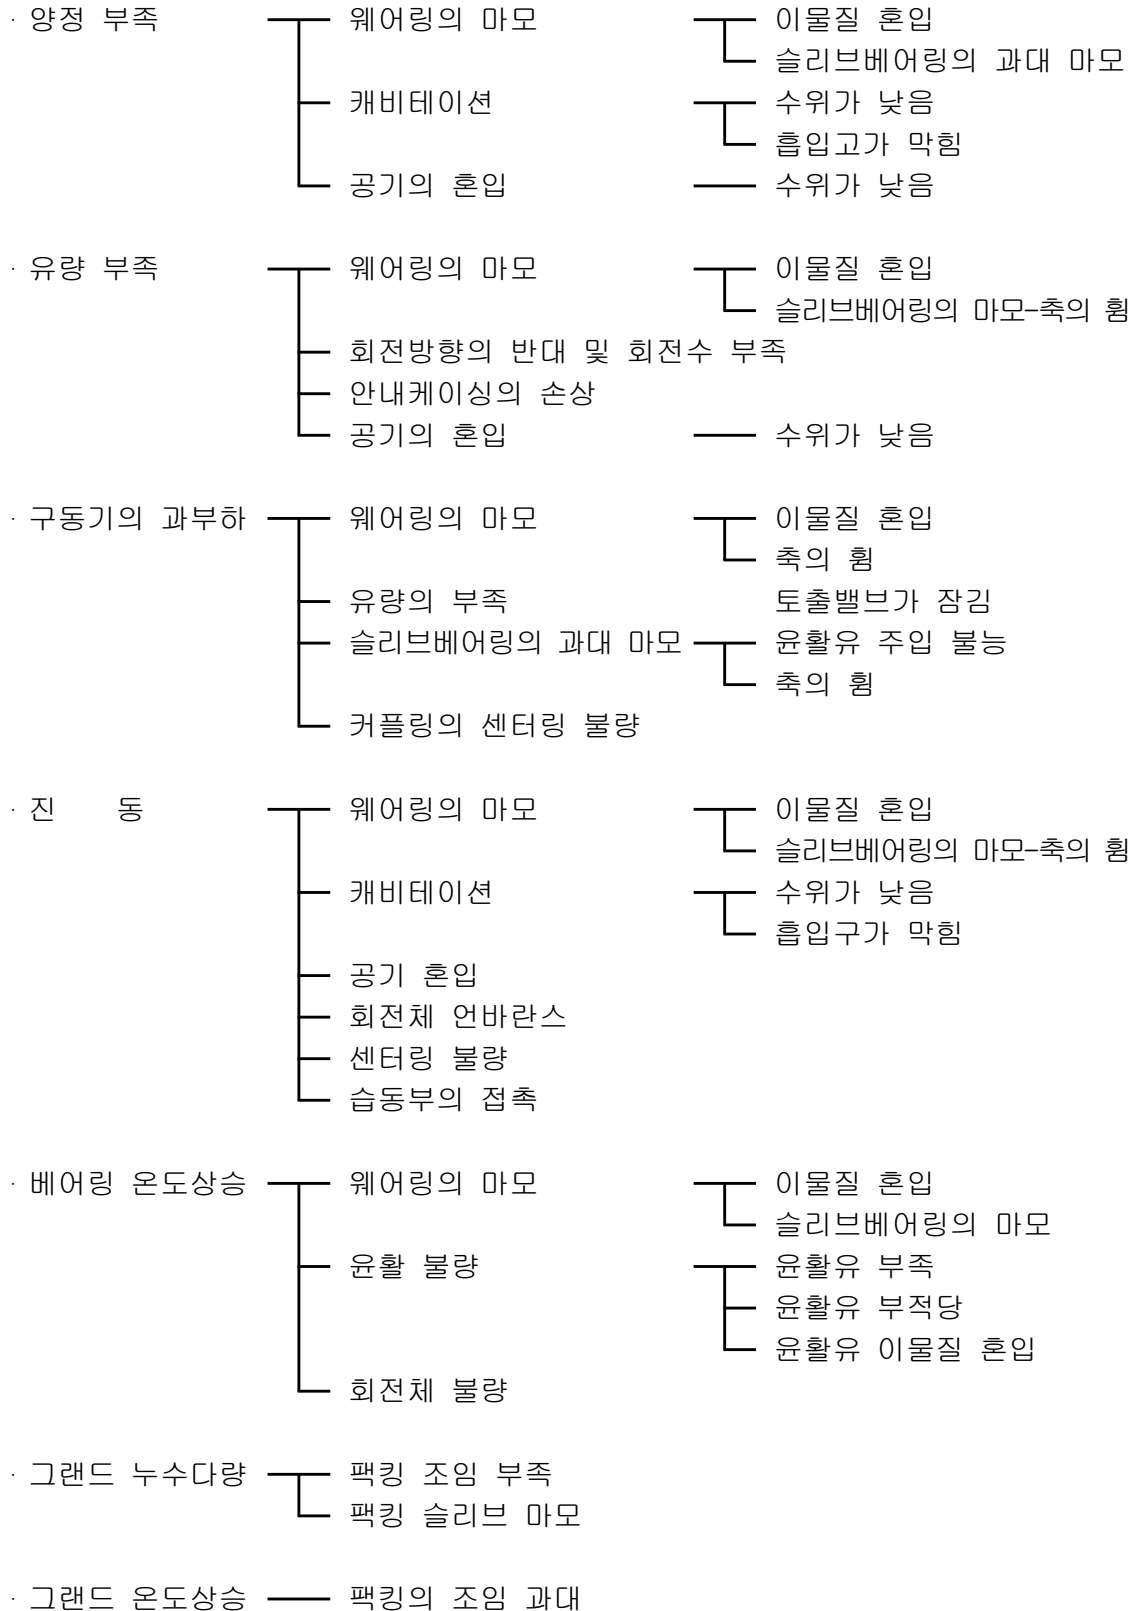 · 양정 부족 웨어링의 마모 이물질 혼입
슬리브베어링의 과대 마모
캐비테이션 수위가 낮음
흡입고가 막힘
공기의 혼입 수위가 낮음
· 유량 부족 웨어링의 마모 이물질 혼입
슬리브베어링의 마모-축의 휨
회전방향의 반대 및 회전수 부족
안내케이싱의 손상
공기의 혼입 수위가 낮음
· 구동기의 과부하 웨어링의 마모 이물질 혼입
축의 휨
유량의 부족 토출밸브가 잠김
슬리브베어링의 과대 마모 윤활유 주입 불능
축의 휨
커플링의 센터링 불량
· 진 동 웨어링의 마모 이물질 혼입
슬리브베어링의 마모-축의 휨
캐비테이션 수위가 낮음
흡입구가 막힘
공기 혼입
회전체 언바란스
센터링 불량
습동부의 접촉
· 베어링 온도상승 웨어링의 마모 이물질 혼입
슬리브베어링의 마모
윤활 불량 윤활유 부족
윤활유 부적당
윤활유 이물질 혼입
회전체 불량
· 그랜드 누수다량 팩킹 조임 부족
팩킹 슬리브 마모
· 그랜드 온도상승 팩킹의 조임 과대